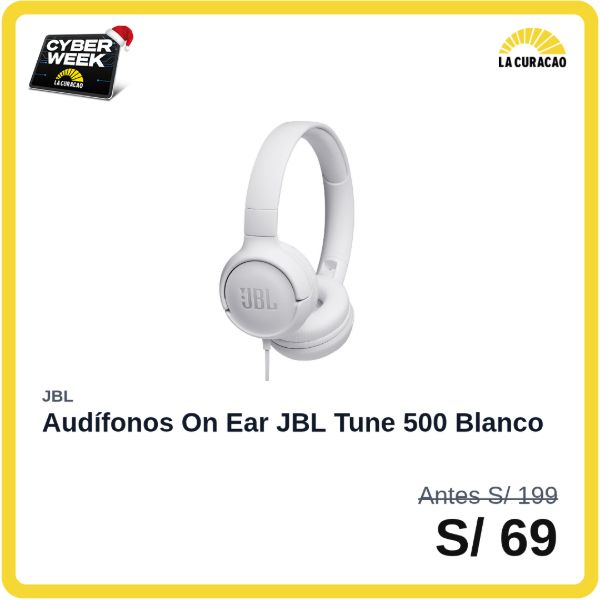 CYBER
WEEK
LA CURACAO
LA CURACAO
JBL
JBL
Audífonos On Ear JBL Tune 500 Blanco
Antes S/ 199
S/ 69